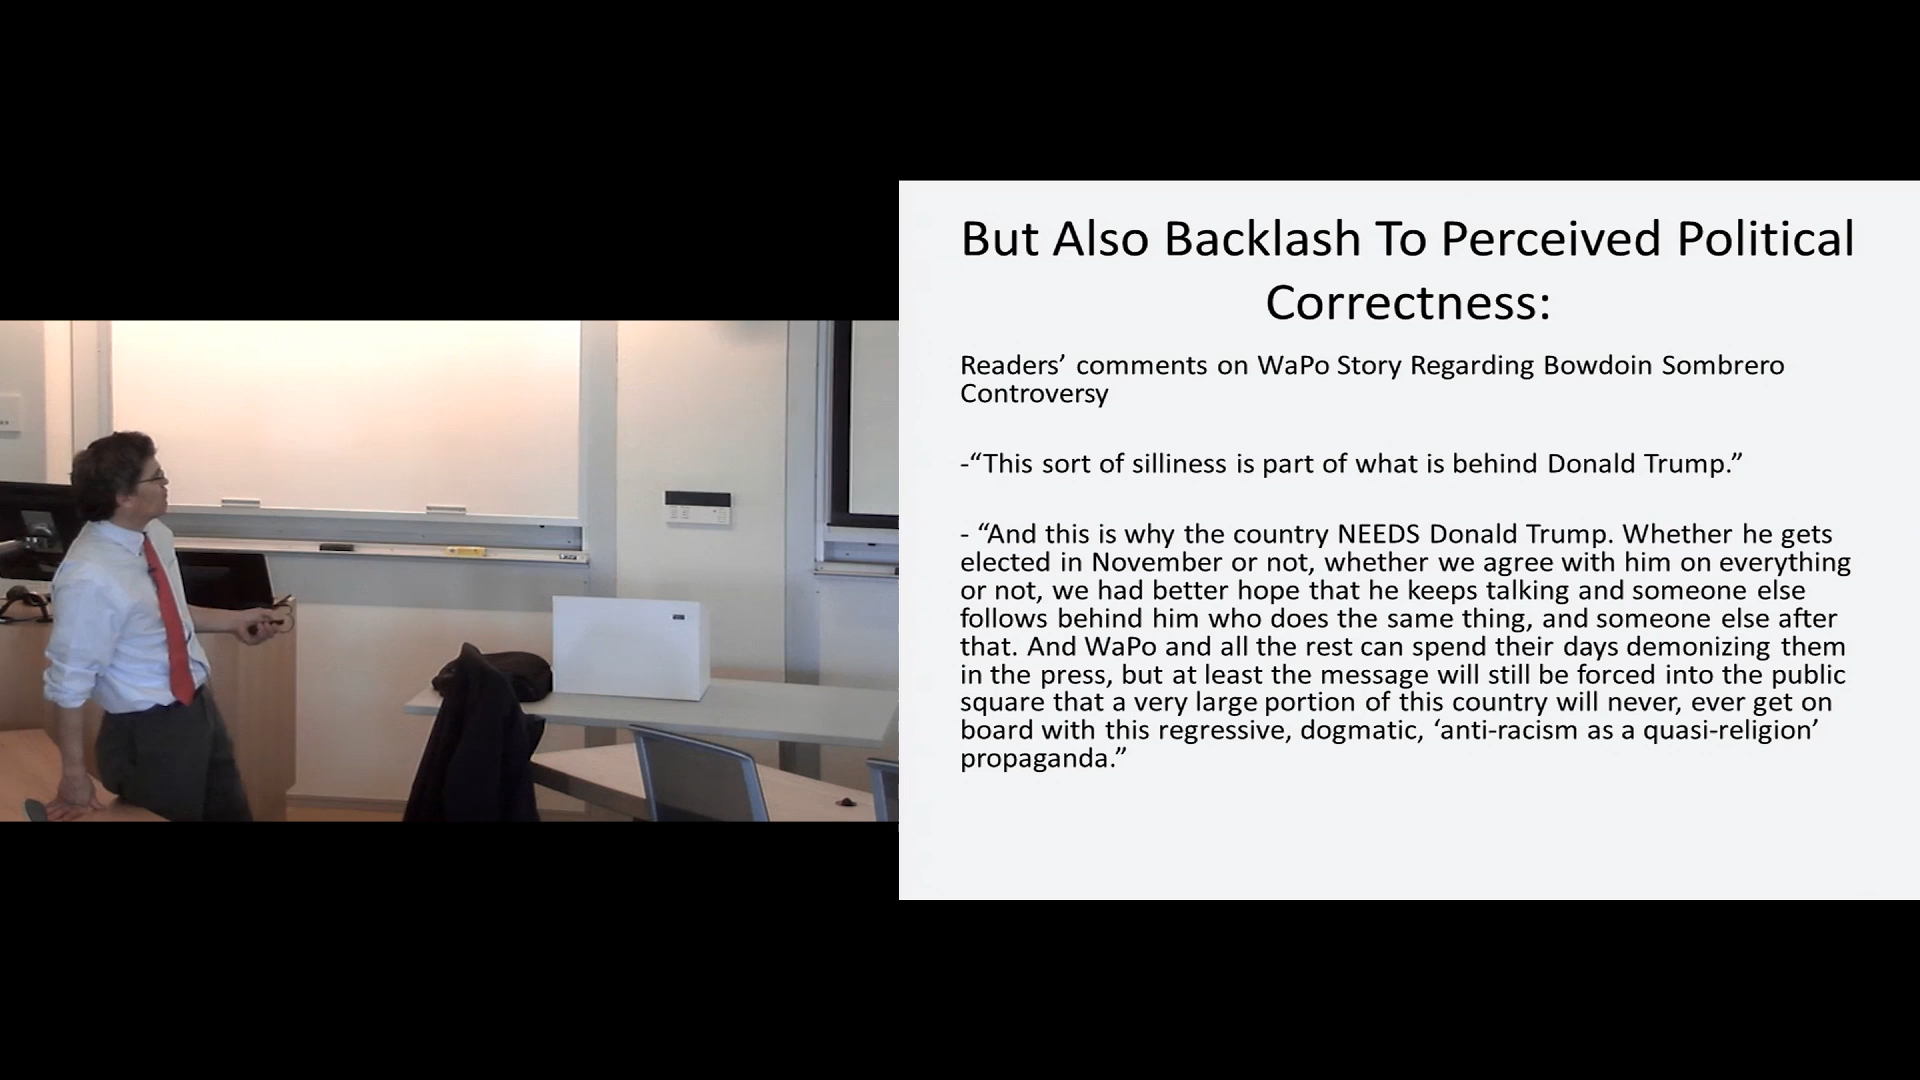 But Also Backlash To Perceived Political
Correctness:
Readers’ comments on WaPo Story Regarding Bowdoin Sombrero
Controversy
-“This sort of silliness is part of what is behind Donald Trump.”
- “And this is why the country NEEDS Donald Trump. Whether he gets
elected in November or not, whether we agree with him on everything
or not, we had better hope that he keeps talking and someone else
follows behind him who does the same thing, and someone else after
that. And WaPo and all the rest can spend their days demonizing them
in the press, but at least the message will still be forced into the public
square that a very large portion of this country will never, ever get on
board with this regressive, dogmatic, ‘anti-racism as a quasi-religion’
propaganda.”